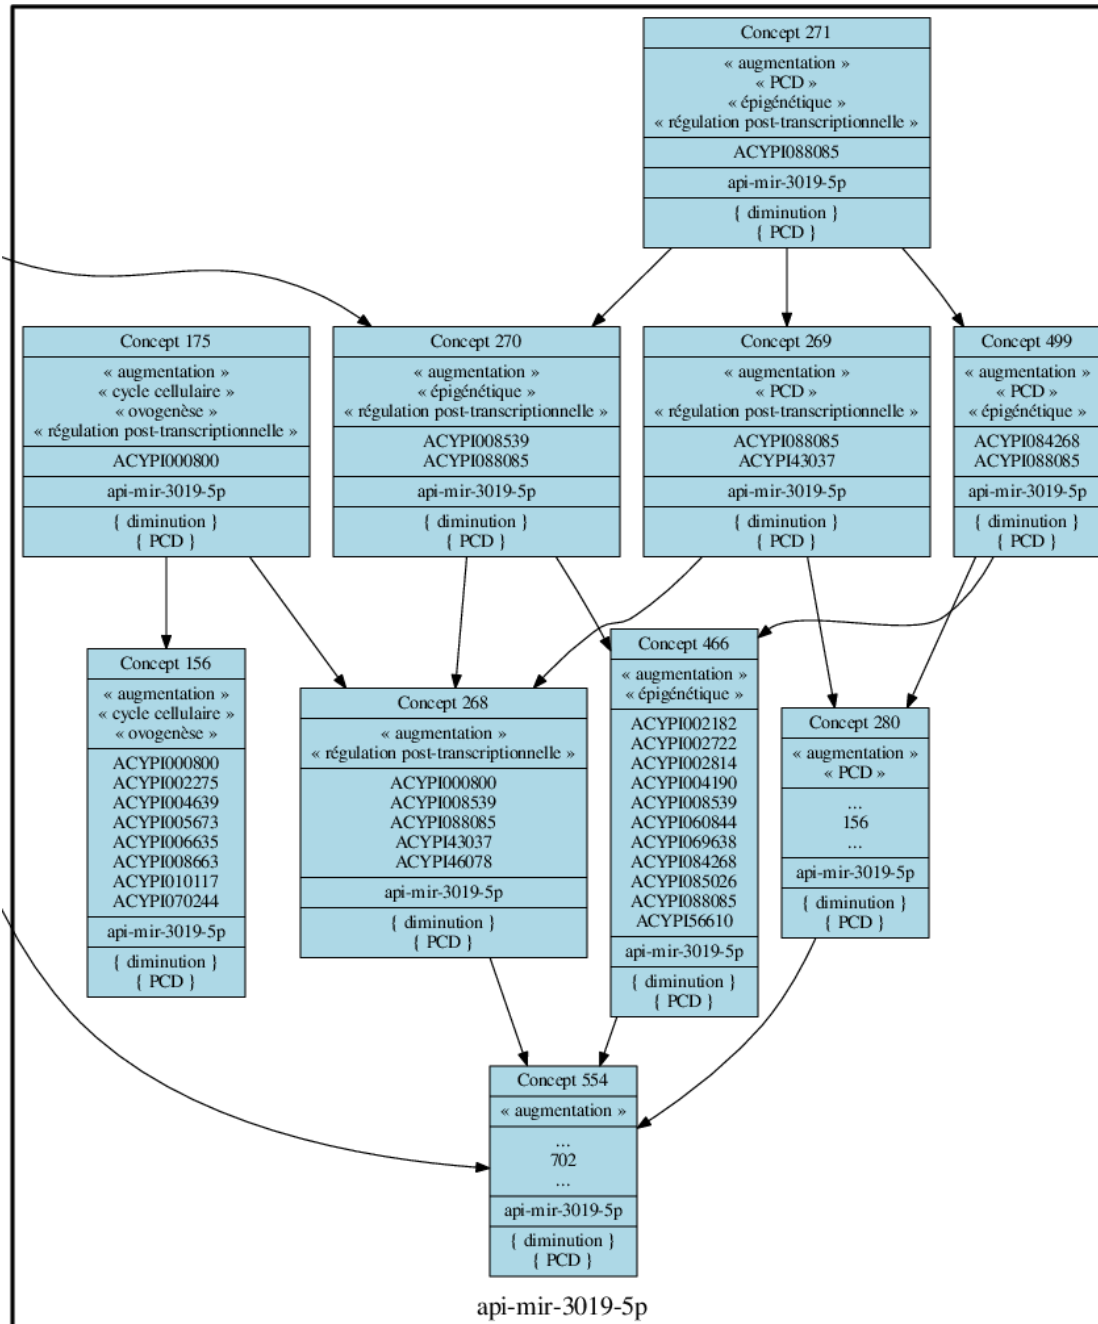 Concept 271
« augmentation »
« PCD »
« épigénétique »
« régulation post-transcriptionnelle »
ACYPI088085
api-mir-3019-5p
{ diminution }
{ PCD }
Concept 175
« augmentation »
« cycle cellulaire »
« ovogenèse »
« régulation post-transcriptionnelle »
ACYPI000800
api-mir-3019-5p
{ diminution }
{ PCD }
Concept 270
« augmentation »
« épigénétique »
« régulation post-transcriptionnelle »
ACYPI008539
ACYPI088085
api-mir-3019-5p
{ diminution }
{ PCD }
Concept 269
« augmentation »
« PCD »
« régulation post-transcriptionnelle »
ACYPI088085
ACYPI43037
api-mir-3019-5p
{ diminution }
{ PCD }
Concept 499
« augmentation »
« PCD »
« épigénétique »
ACYPI084268
ACYPI088085
api-mir-3019-5p
{ diminution }
{ PCD }
Concept 156
« augmentation »
« cycle cellulaire »
« ovogenèse »
ACYPI000800
ACYPI002275
ACYPI004639
ACYPI005673
ACYPI006635
ACYPI008663
ACYPI010117
ACYPI070244
api-mir-3019-5p
{ diminution }
{ PCD }
Concept 268
« augmentation »
« régulation post-transcriptionnelle »
ACYPI000800
ACYPI008539
ACYPI088085
ACYPI43037
ACYPI46078
api-mir-3019-5p
{ diminution }
{ PCD }
Concept 466
« augmentation »
« épigénétique »
ACYPI002182
ACYPI002722
ACYPI002814
ACYPI004190
ACYPI008539
ACYPI060844
ACYPI069638
ACYPI084268
ACYPI085026
ACYPI088085
ACYPI56610
api-mir-3019-5p
{ diminution }
{ PCD }
Concept 280
« augmentation »
« PCD »
...
156
...
api-mir-3019-5p
{ diminution }
{ PCD }
Concept 554
« augmentation »
...
702
...
api-mir-3019-5p
{ diminution }
{ PCD }
api-mir-3019-5p